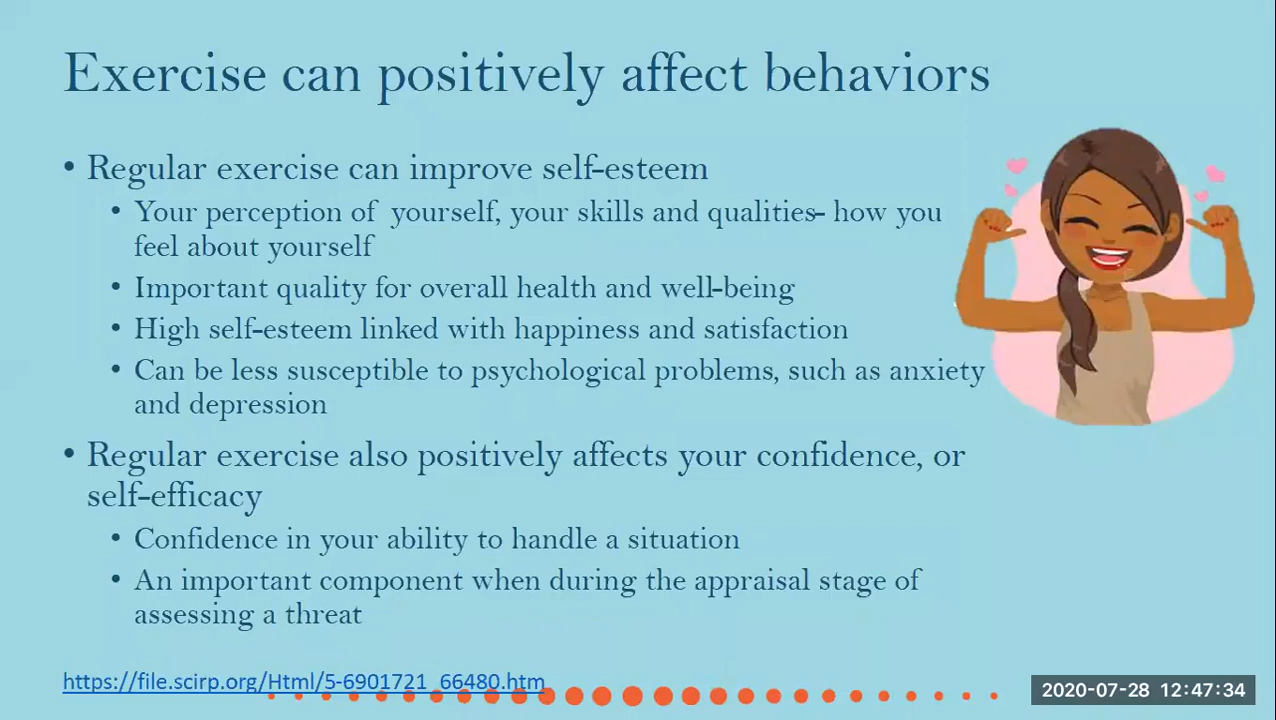 Exercise can positively affect behaviors
• Regular exercise can improve self-esteem
• Your perception of yourself, your skills and qualities- how you
feel about yourself
• Important quality for overall health and well-being
• High self-esteem linked with happiness and satisfaction
• Can be less susceptible to psychological problems, such as anxiety
and depression
• Regular exercise also positively affects your confidence, or
self-efficacy
• Confidence in your ability to handle a situation
• An important component when during the appraisal stage of
assessing a threat
https://file.scirp.org/Html/5-6901721_66480.htm
2020-07-28 12:47:34